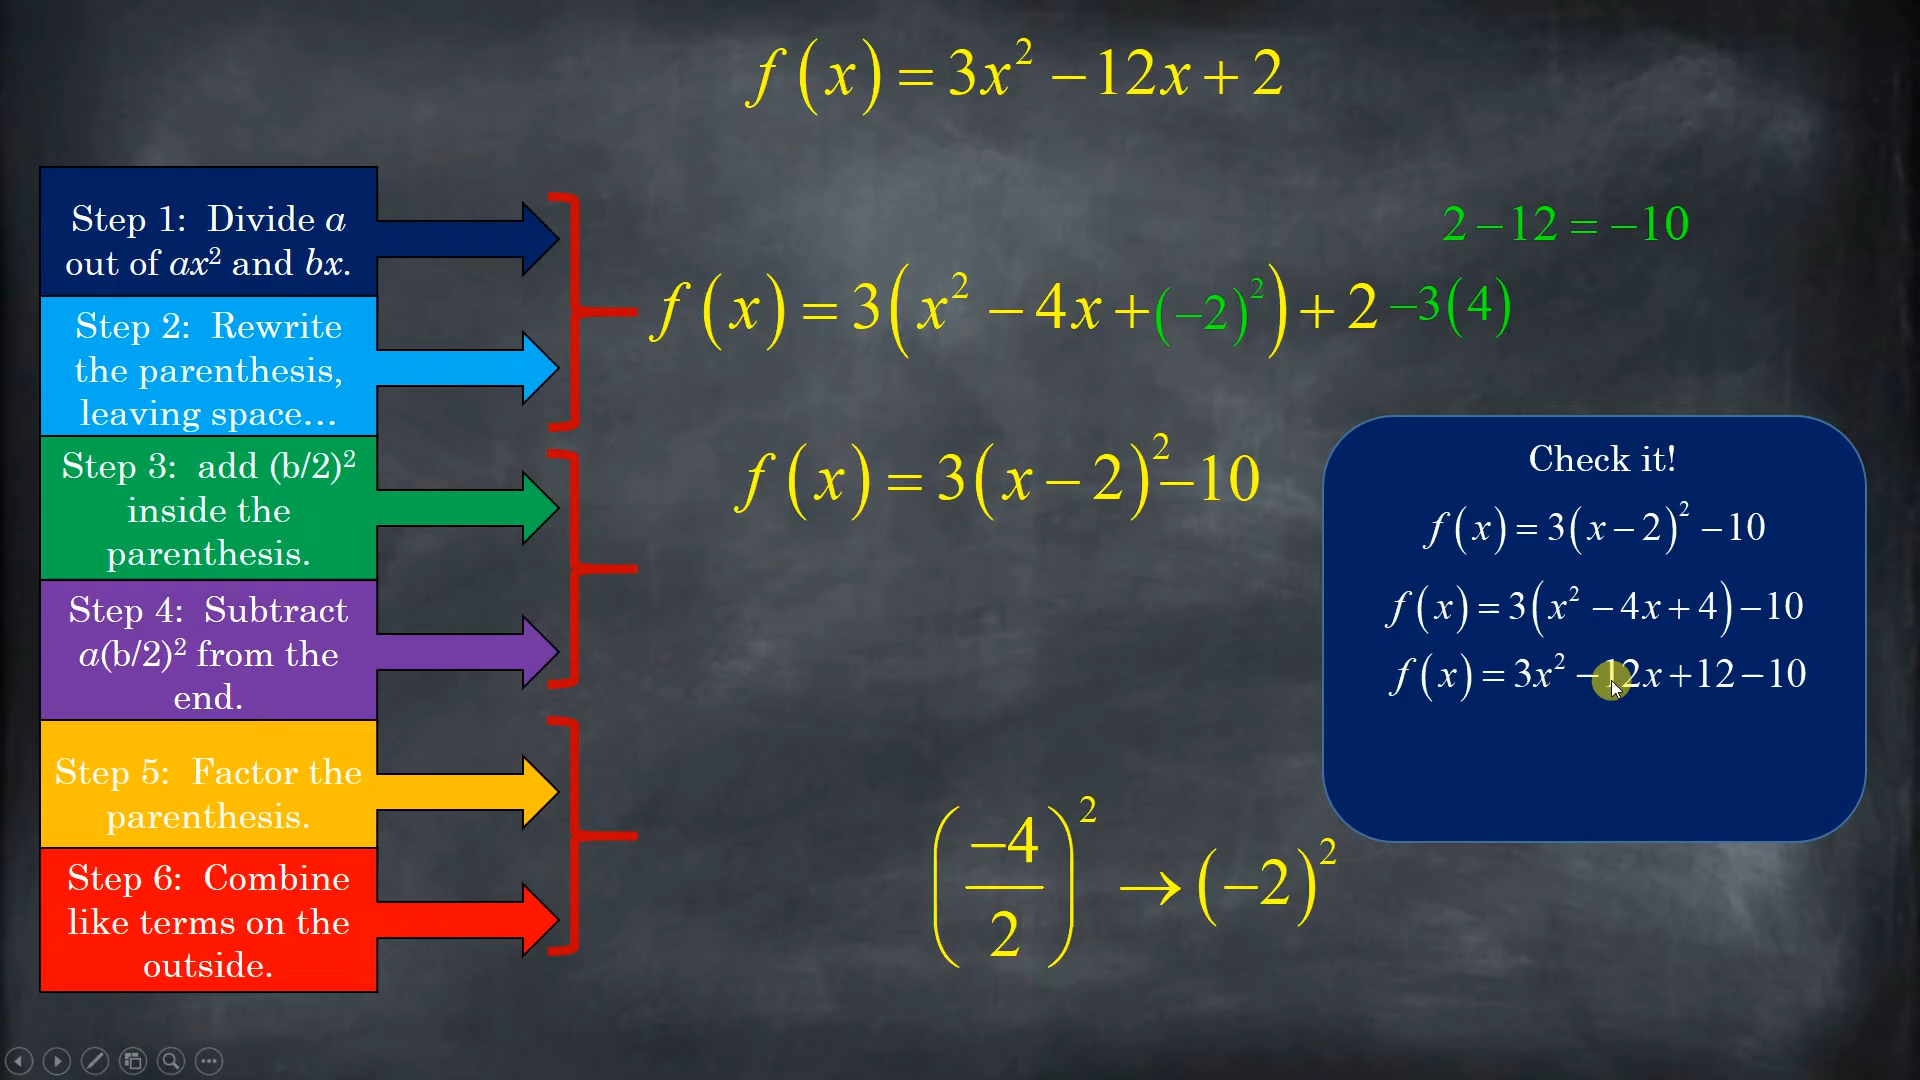 f(x) = 3x² − 12x + 2
Step 1: Divide a
out of ax² and bx.
Step 2: Rewrite
the parenthesis,
leaving space...
Step 3: add (b/2)²
inside the
parenthesis.
Step 4: Subtract
a(b/2)² from the
end.
Step 5: Factor the
parenthesis.
Step 6: Combine
like terms on the
outside.
2 − 12 = −10
f(x) = 3(x² − 4x + (−2)²) + 2 −3(4)
f(x) = 3(x − 2)² −10
(−4/2)² → (−2)²
Check it!
f(x) = 3(x − 2)² − 10
f(x) = 3(x² − 4x + 4) − 10
f(x) = 3x² − 12x + 12 − 10